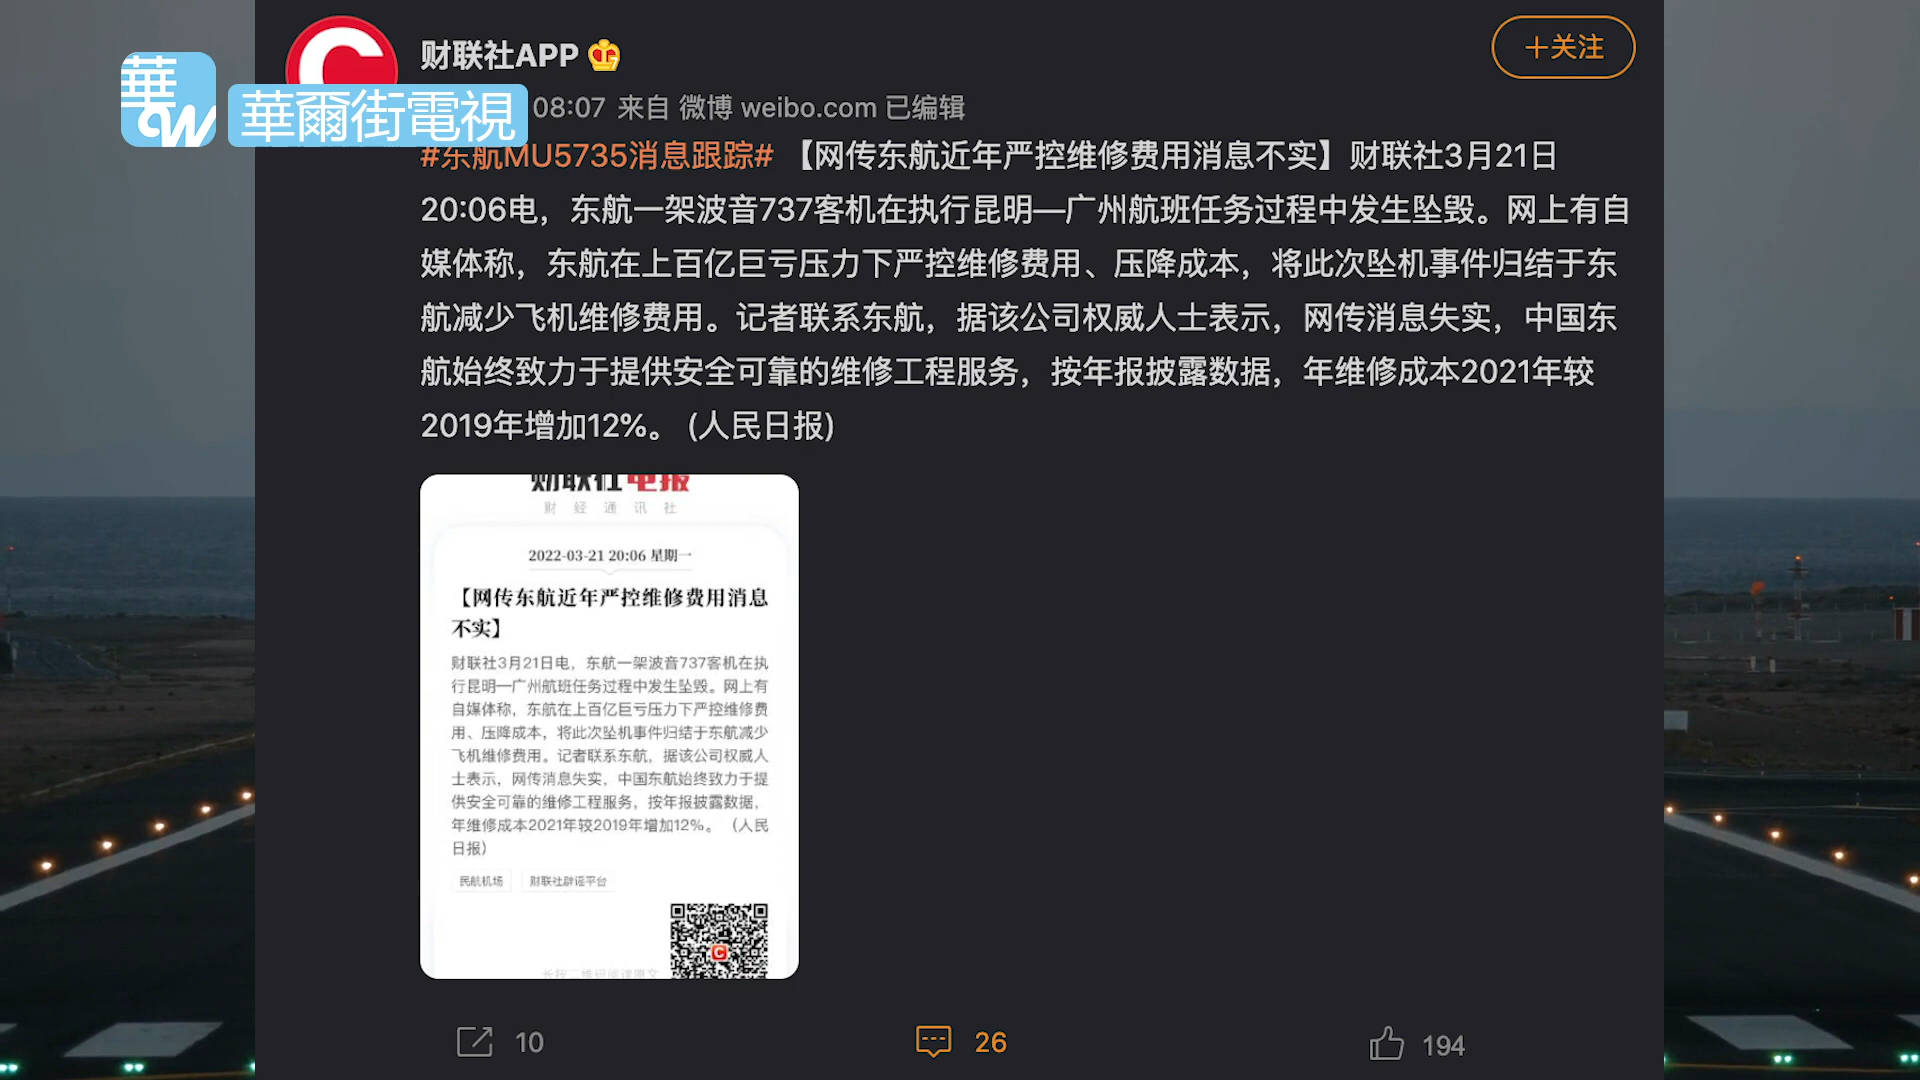 财联社APP
+关注
華
W
華爾街電視
08:07 来自 微博 weibo.com 已编辑
#东航MU5735消息跟踪# 【网传东航近年严控维修费用消息不实】财联社3月21日
20:06电，东航一架波音737客机在执行昆明—广州航班任务过程中发生坠毁。网上有自
媒体称，东航在上百亿巨亏压力下严控维修费用、压降成本，将此次坠机事件归结于东
航减少飞机维修费用。记者联系东航，据该公司权威人士表示，网传消息失实，中国东
航始终致力于提供安全可靠的维修工程服务，按年报披露数据，年维修成本2021年较
2019年增加12%。 (人民日报)
财联社电报
财经通讯社
2022-03-21 20:06 星期一
【网传东航近年严控维修费用消息
不实】
财联社3月21日电，东航一架波音737客机在执
行昆明—广州航班任务过程中发生坠毁。网上有
自媒体称，东航在上百亿巨亏压力下严控维修费
用、压降成本，将此次坠机事件归结于东航减少
飞机维修费用。记者联系东航，据该公司权威人
士表示，网传消息失实，中国东航始终致力于提
供安全可靠的维修工程服务，按年报披露数据，
年维修成本2021年较2019年增加12%。（人民
日报）
民航机场 财联社辟谣平台
长按二维码阅读原文
10
26
194